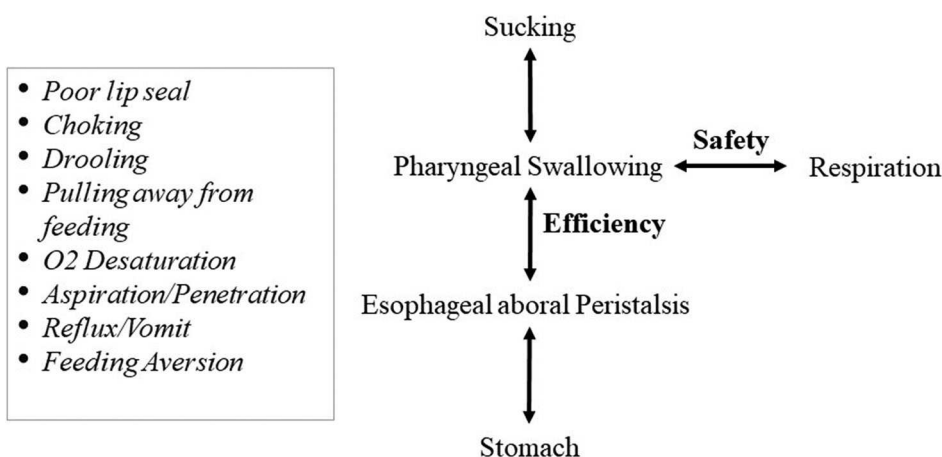 Sucking
• Poor lip seal
• Choking
• Drooling
• Pulling away from
feeding
• O2 Desaturation
• Aspiration/Penetration
• Reflux/Vomit
• Feeding Aversion
Safety
Pharyngeal Swallowing
Respiration
Efficiency
Esophageal aboral Peristalsis
Stomach